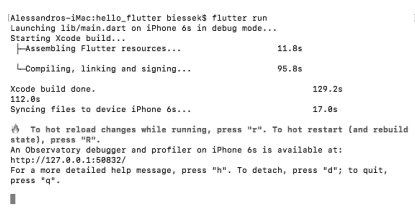 [Alessandros-iMac:hello_flutter biessek$ flutter run
Launching lib/main.dart on iPhone 6s in debug mode...
Starting Xcode build...
├─Assembling Flutter resources... 11.8s
└─Compiling, linking and signing... 95.8s
Xcode build done. 129.2s
112.0s
Syncing files to device iPhone 6s... 17.0s
🔥 To hot reload changes while running, press "r". To hot restart (and rebuild
state), press "R".
An Observatory debugger and profiler on iPhone 6s is available at:
http://127.0.0.1:50832/
For a more detailed help message, press "h". To detach, press "d"; to quit,
press "q".